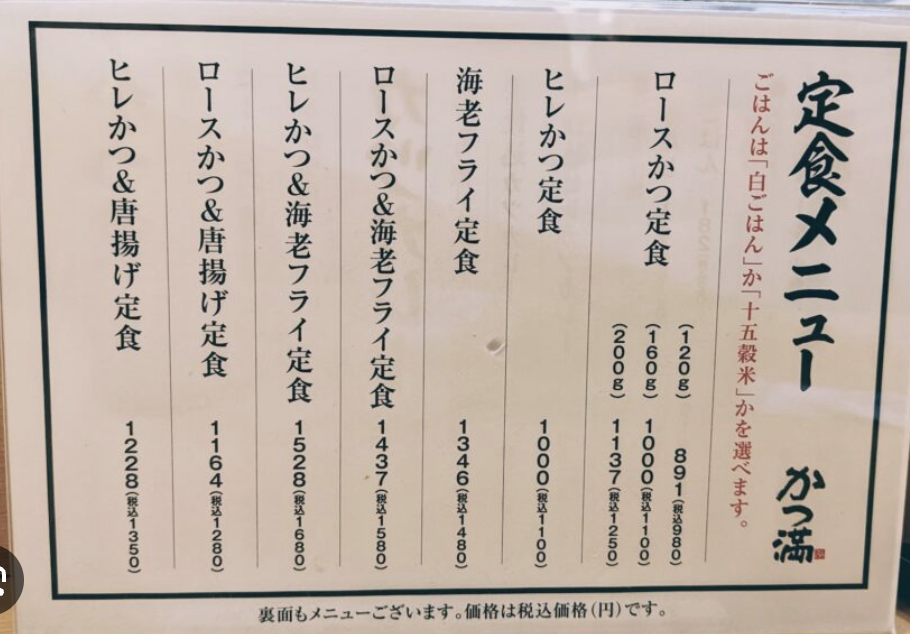 定食メニュー　かつ満
ごはんは「白ごはん」か「十五穀米」かを選べます。
ロースかつ定食
（120g）891（税込980）
（160g）1000（税込1100）
（200g）1137（税込1250）
ヒレかつ定食　1000（税込1100）
海老フライ定食　1346（税込1480）
ロースかつ&海老フライ定食　1437（税込1580）
ヒレかつ&海老フライ定食　1528（税込1680）
ロースかつ&唐揚げ定食　1164（税込1280）
ヒレかつ&唐揚げ定食　1228（税込1350）
裏面もメニューございます。価格は税込価格（円）です。